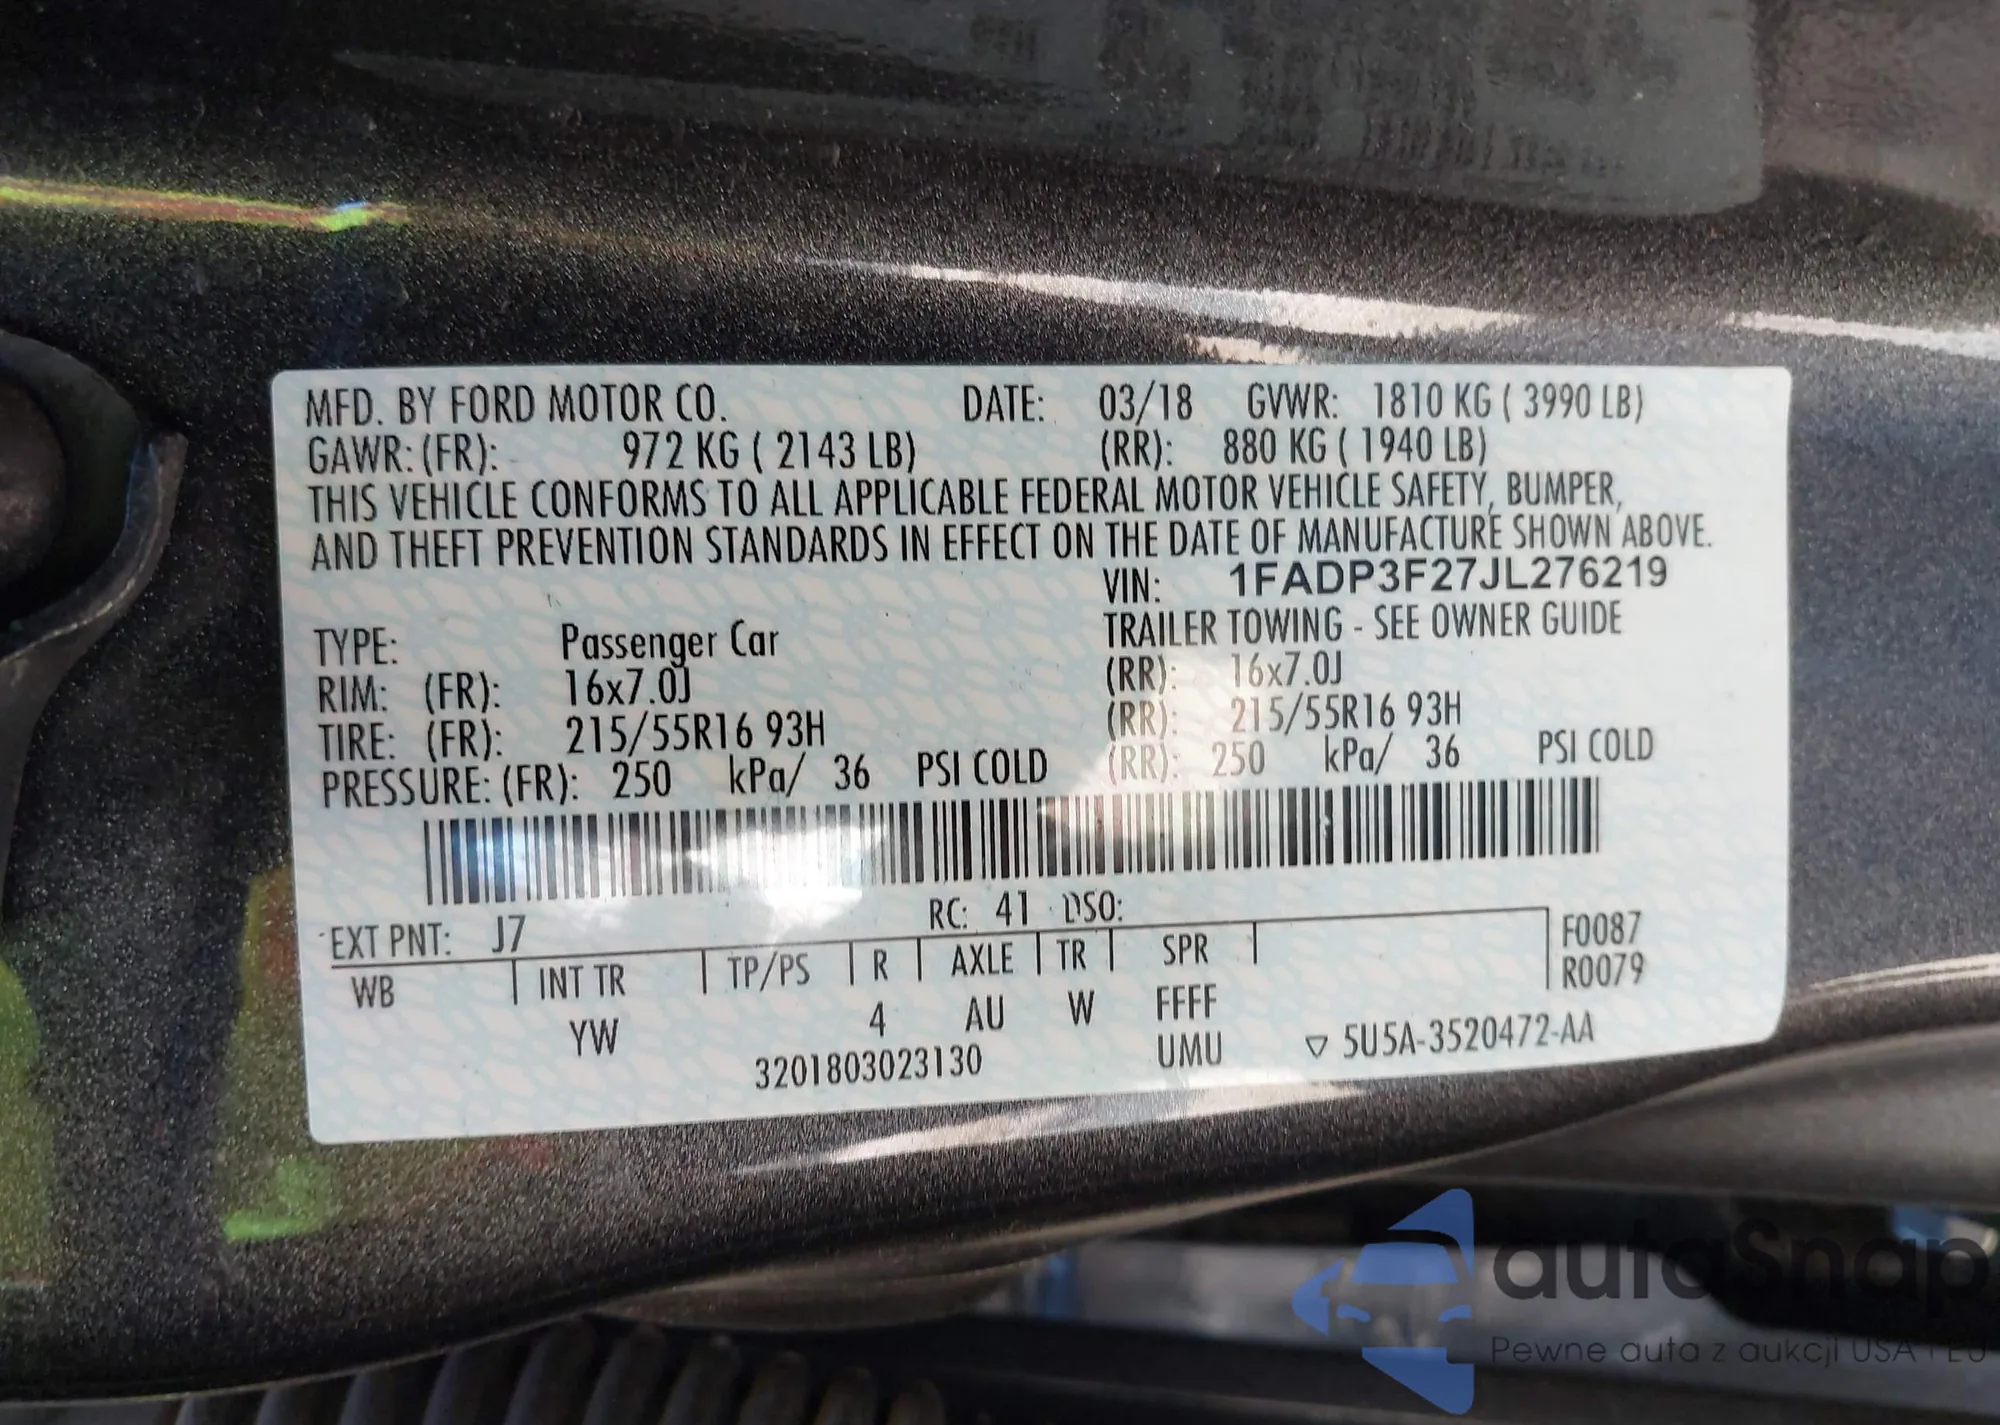 MFD. BY FORD MOTOR CO. DATE: 03/18 GVWR: 1810 KG ( 3990 LB)
GAWR: (FR): 972 KG ( 2143 LB) (RR): 880 KG ( 1940 LB)
THIS VEHICLE CONFORMS TO ALL APPLICABLE FEDERAL MOTOR VEHICLE SAFETY, BUMPER,
AND THEFT PREVENTION STANDARDS IN EFFECT ON THE DATE OF MANUFACTURE SHOWN ABOVE.
VIN: 1FADP3F27JL276219
TYPE: Passenger Car TRAILER TOWING - SEE OWNER GUIDE
RIM: (FR): 16x7.0J (RR): 16x7.0J
TIRE: (FR): 215/55R16 93H (RR): 215/55R16 93H
PRESSURE: (FR): 250 kPa/ 36 PSI COLD (RR): 250 kPa/ 36 PSI COLD
EXT PNT: J7 RC: 41 DSO: F0087
WB INT TR TP/PS R AXLE TR SPR R0079
YW 4 AU W FFFF
3201803023130 UMU ▽ 5U5A-3520472-AA
autoSnap
Pewne auta z aukcji USA i EU